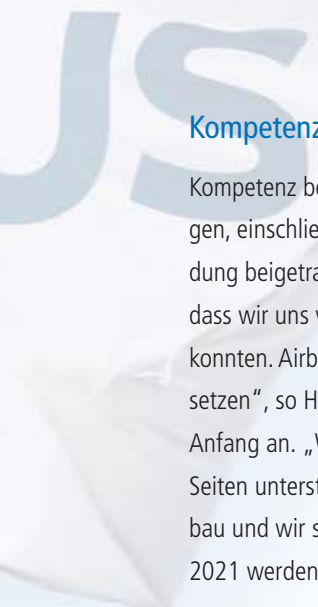 US
Kompetenz
Kompetenz be
gen, einschlie
dung beigetra
dass wir uns
konnten. Airb
setzen“, so H
Anfang an. „
Seiten unterst
bau und wir s
2021 werden